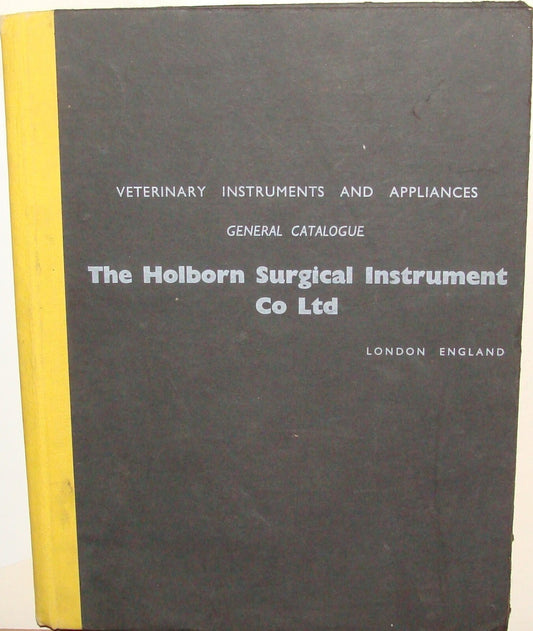 VETERINARY INSTRUMENTS AND APPLIANCES
GENERAL CATALOGUE
The Holborn Surgical Instrument
Co Ltd
LONDON ENGLAND